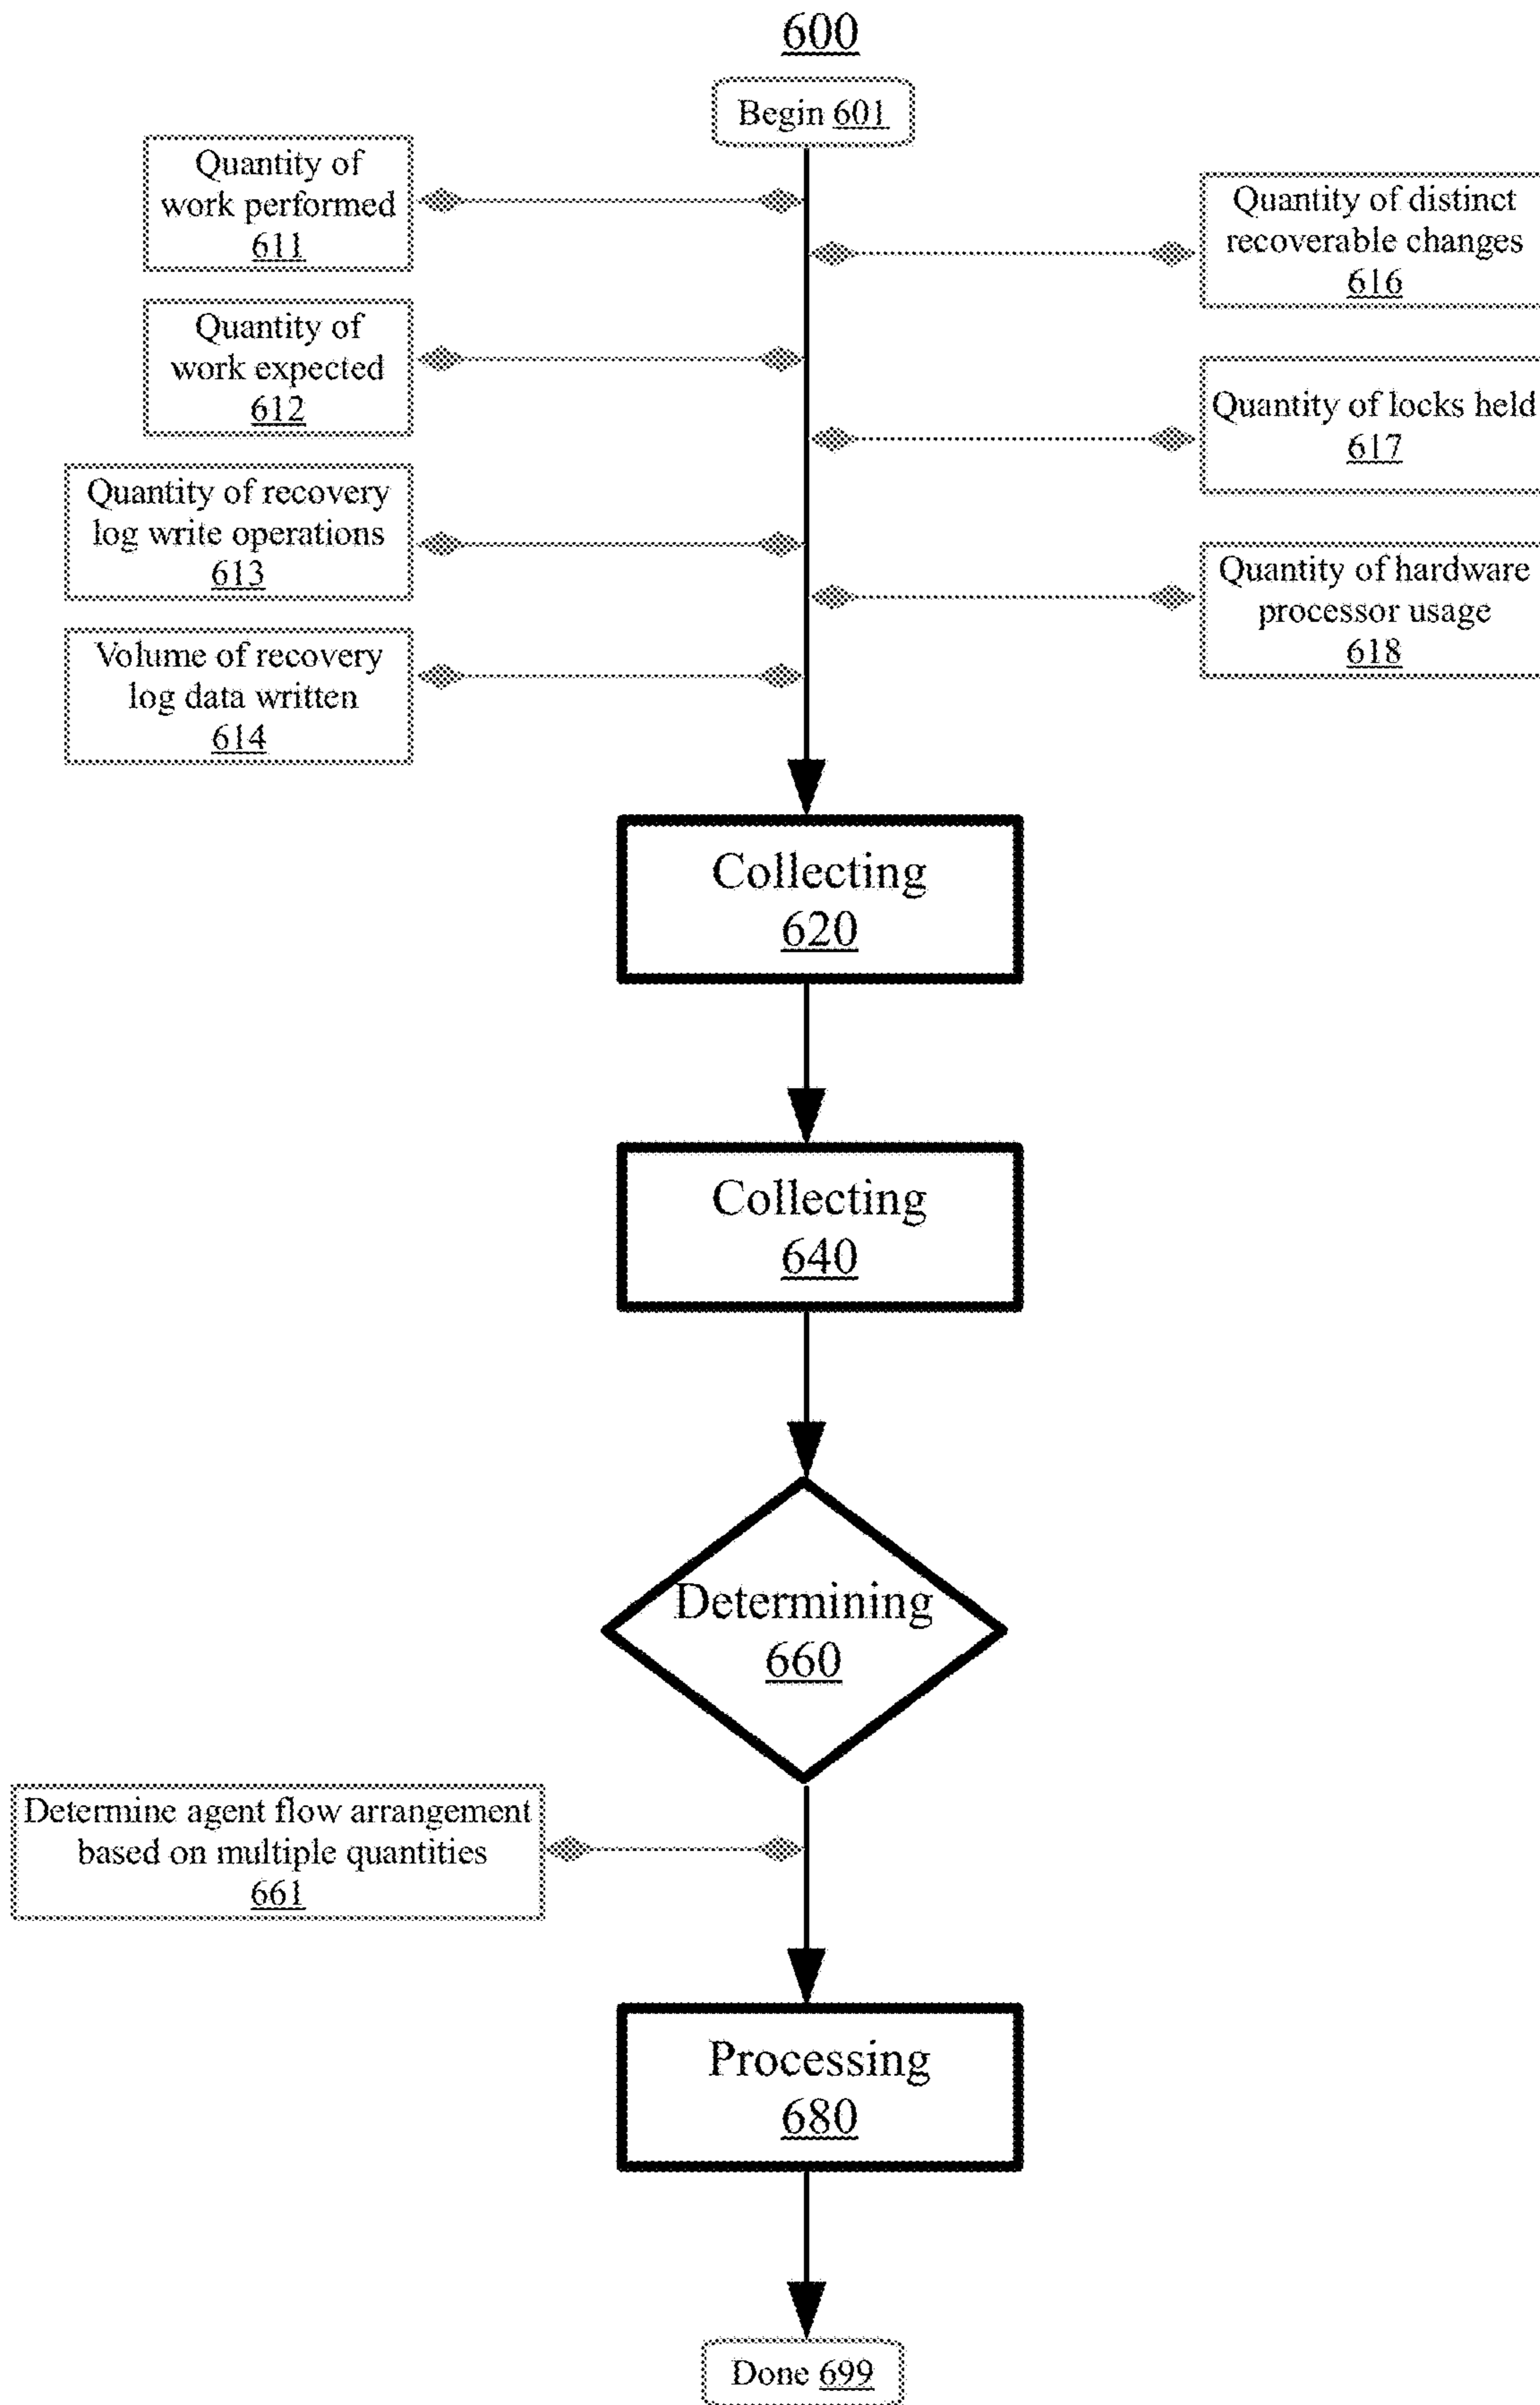 600
Begin 601
Quantity of
work performed
611
Quantity of distinct
recoverable changes
616
Quantity of
work expected
612
Quantity of locks held
617
Quantity of recovery
log write operations
613
Quantity of hardware
processor usage
618
Volume of recovery
log data written
614
Collecting
620
Collecting
640
Determining
660
Determine agent flow arrangement
based on multiple quantities
661
Processing
680
Done 699